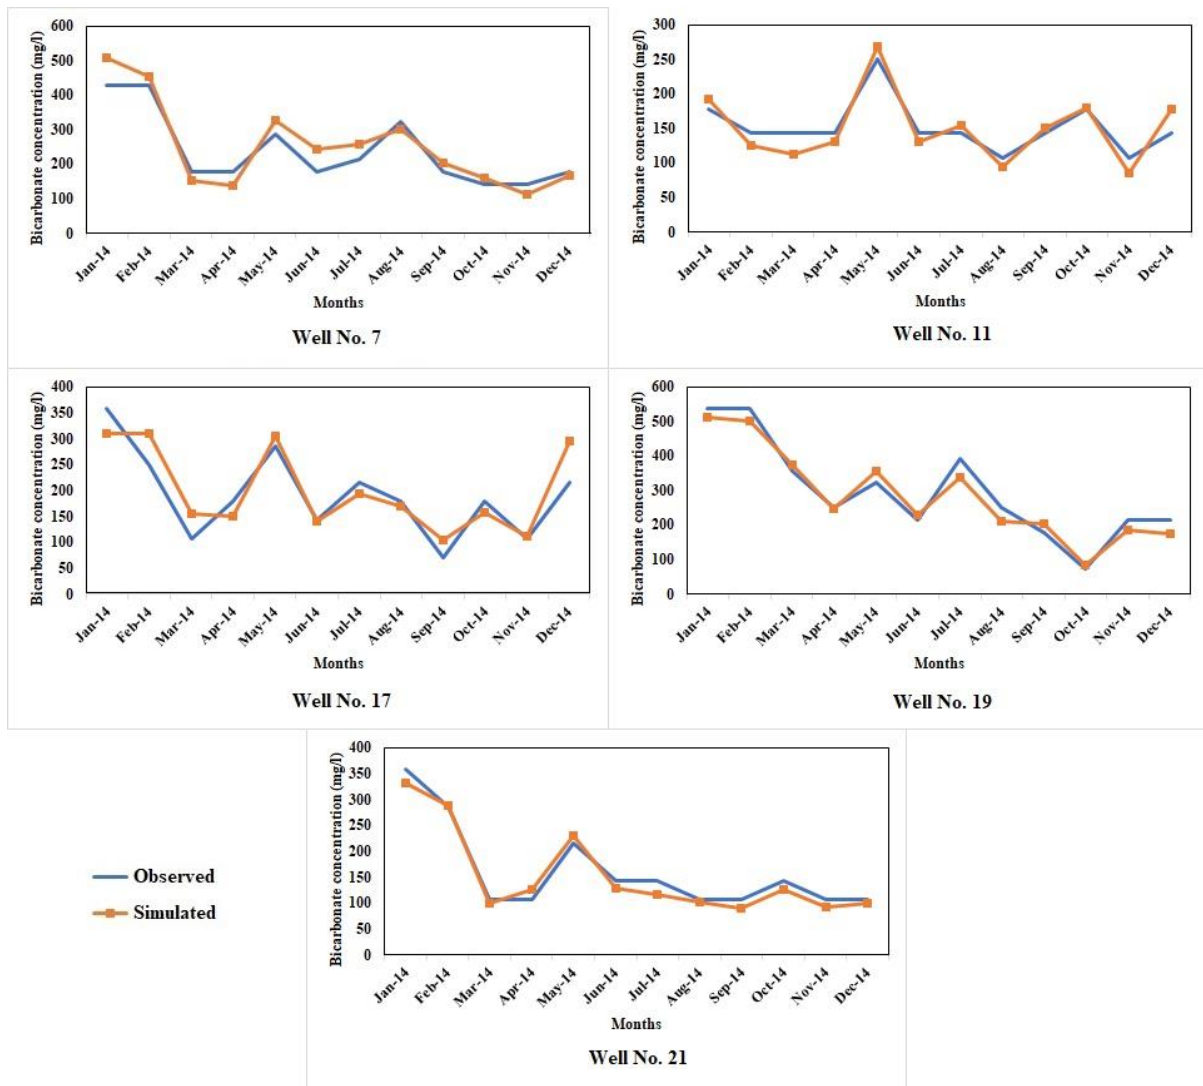 Bicarbonate concentration (mg/l)
600
500
400
300
200
100
0
Jan-14
Feb-14
Mar-14
Apr-14
May-14
Jun-14
Jul-14
Aug-14
Sep-14
Oct-14
Nov-14
Dec-14
Months
Well No. 7
Bicarbonate concentration (mg/l)
300
250
200
150
100
50
0
Jan-14
Feb-14
Mar-14
Apr-14
May-14
Jun-14
Jul-14
Aug-14
Sep-14
Oct-14
Nov-14
Dec-14
Months
Well No. 11
Bicarbonate concentration (mg/l)
400
350
300
250
200
150
100
50
0
Jan-14
Feb-14
Mar-14
Apr-14
May-14
Jun-14
Jul-14
Aug-14
Sep-14
Oct-14
Nov-14
Dec-14
Months
Well No. 17
Bicarbonate concentration (mg/l)
600
500
400
300
200
100
0
Jan-14
Feb-14
Mar-14
Apr-14
May-14
Jun-14
Jul-14
Aug-14
Sep-14
Oct-14
Nov-14
Dec-14
Months
Well No. 19
Observed
Simulated
Bicarbonate concentration (mg/l)
400
350
300
250
200
150
100
50
0
Jan-14
Feb-14
Mar-14
Apr-14
May-14
Jun-14
Jul-14
Aug-14
Sep-14
Oct-14
Nov-14
Dec-14
Months
Well No. 21